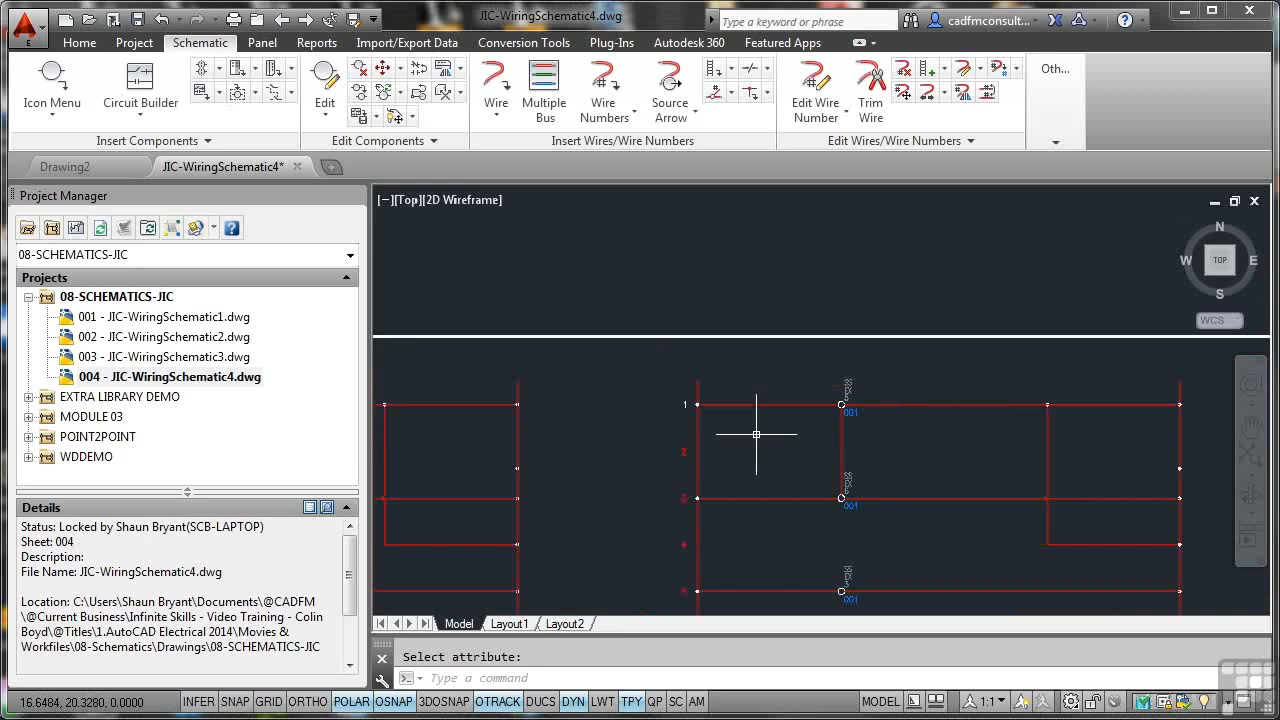 JIC-WiringSchematic4.dwg
Type a keyword or phrase
cadfmconsult...
Home Project Schematic Panel Reports Import/Export Data Conversion Tools Plug-Ins Autodesk 360 Featured Apps
Icon Menu
Circuit Builder
Edit
Wire
Multiple Bus
Wire Numbers
Source Arrow
Edit Wire Number
Trim Wire
Oth...
Insert Components
Edit Components
Insert Wires/Wire Numbers
Edit Wires/Wire Numbers
Drawing2
JIC-WiringSchematic4*
Project Manager
08-SCHEMATICS-JIC
Projects
08-SCHEMATICS-JIC
001 - JIC-WiringSchematic1.dwg
002 - JIC-WiringSchematic2.dwg
003 - JIC-WiringSchematic3.dwg
004 - JIC-WiringSchematic4.dwg
EXTRA LIBRARY DEMO
MODULE 03
POINT2POINT
WDDEMO
Details
Status: Locked by Shaun Bryant(SCB-LAPTOP)
Sheet: 004
Description:
File Name: JIC-WiringSchematic4.dwg
Location: C:\Users\Shaun Bryant\Documents\@CADFM
\@Current Business\Infinite Skills - Video Training - Colin
Boyd\@Titles\1.AutoCAD Electrical 2014\Movies &
Workfiles\08-Schematics\Drawings\08-SCHEMATICS-JIC
[−][Top][2D Wireframe]
N
W TOP E
S
WCS
1
001
001
001
Model Layout1 Layout2
Select attribute:
Type a command
16.6484, 20.3280, 0.0000 INFER SNAP GRID ORTHO POLAR OSNAP 3DOSNAP OTRACK DUCS DYN LWT TPY QP SC AM MODEL 1:1